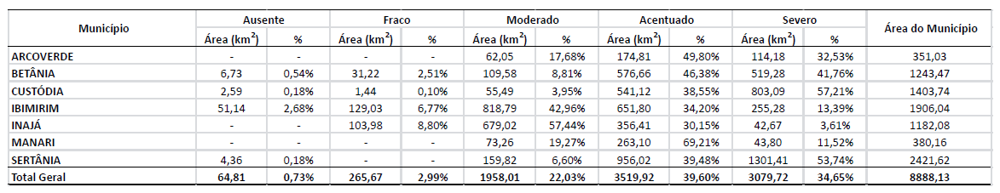 Município Ausente Fraco Moderado Acentuado Severo Área do Município
Área (km²) % Área (km²) % Área (km²) % Área (km²) % Área (km²) %
ARCOVERDE - - - - 62,05 17,68% 174,81 49,80% 114,18 32,53% 351,03
BETÂNIA 6,73 0,54% 31,22 2,51% 109,58 8,81% 576,66 46,38% 519,28 41,76% 1243,47
CUSTÓDIA 2,59 0,18% 1,44 0,10% 55,49 3,95% 541,12 38,55% 803,09 57,21% 1403,74
IBIMIRIM 51,14 2,68% 129,03 6,77% 818,79 42,96% 651,80 34,20% 255,28 13,39% 1906,04
INAJÁ - - 103,98 8,80% 679,02 57,44% 356,41 30,15% 42,67 3,61% 1182,08
MANARI - - - - 73,26 19,27% 263,10 69,21% 43,80 11,52% 380,16
SERTÂNIA 4,36 0,18% - - 159,82 6,60% 956,02 39,48% 1301,41 53,74% 2421,62
Total Geral 64,81 0,73% 265,67 2,99% 1958,01 22,03% 3519,92 39,60% 3079,72 34,65% 8888,13